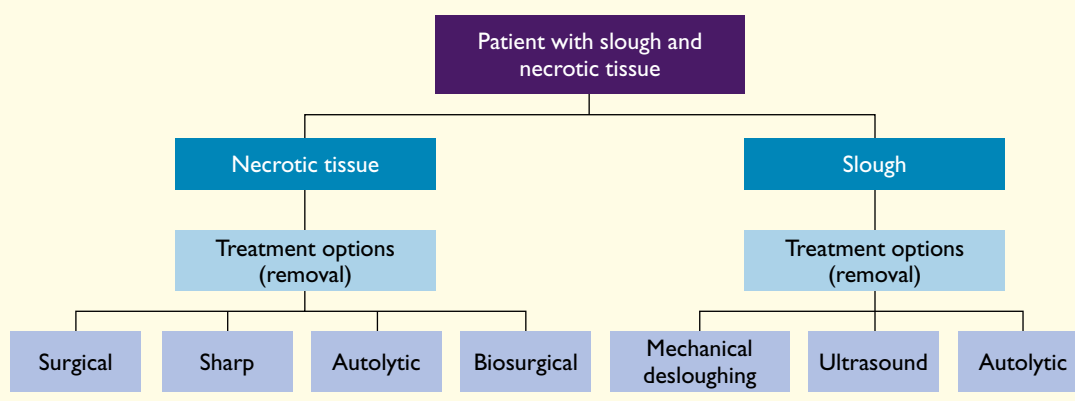 Patient with slough and
necrotic tissue
Necrotic tissue
Slough
Treatment options
(removal)
Treatment options
(removal)
Surgical
Sharp
Autolytic
Biosurgical
Mechanical
desloughing
Ultrasound
Autolytic